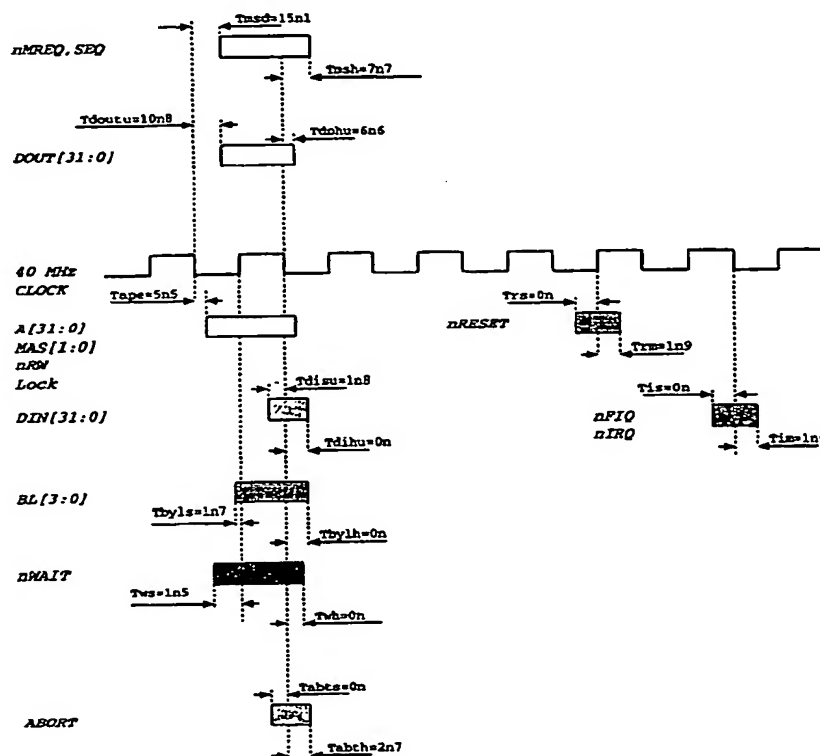 Tmsd=15n1
nMREQ,SEQ
Tmsh=7n7
Tdoutu=10n8
Tdohu=6n6
DOUT[31:0]
40 MHz
CLOCK
Tape=5n5
Trs=0n
A[31:0]
MAS[1:0]
nRW
Lock
nRESET
Trm=1n9
Tdisu=1n8
Tis=0n
DIN[31:0]
nFIQ
nIRQ
Tdihu=0n
BL[3:0]
Tbyls=1n7
Tbylh=0n
nWAIT
Tws=1n5
Twh=0n
Tabts=0n
ABORT
Tabth=2n7